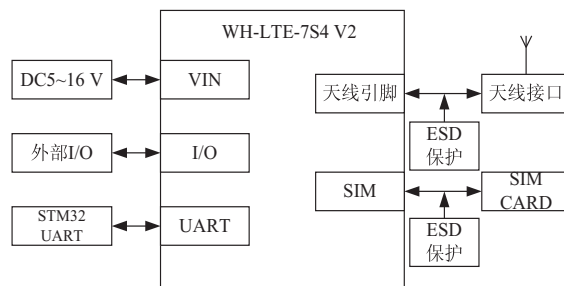 WH-LTE-7S4 V2
DC5~16 V
VIN
天线引脚
天线接口
ESD
保护
外部I/O
I/O
SIM
SIM
CARD
STM32
UART
UART
ESD
保护